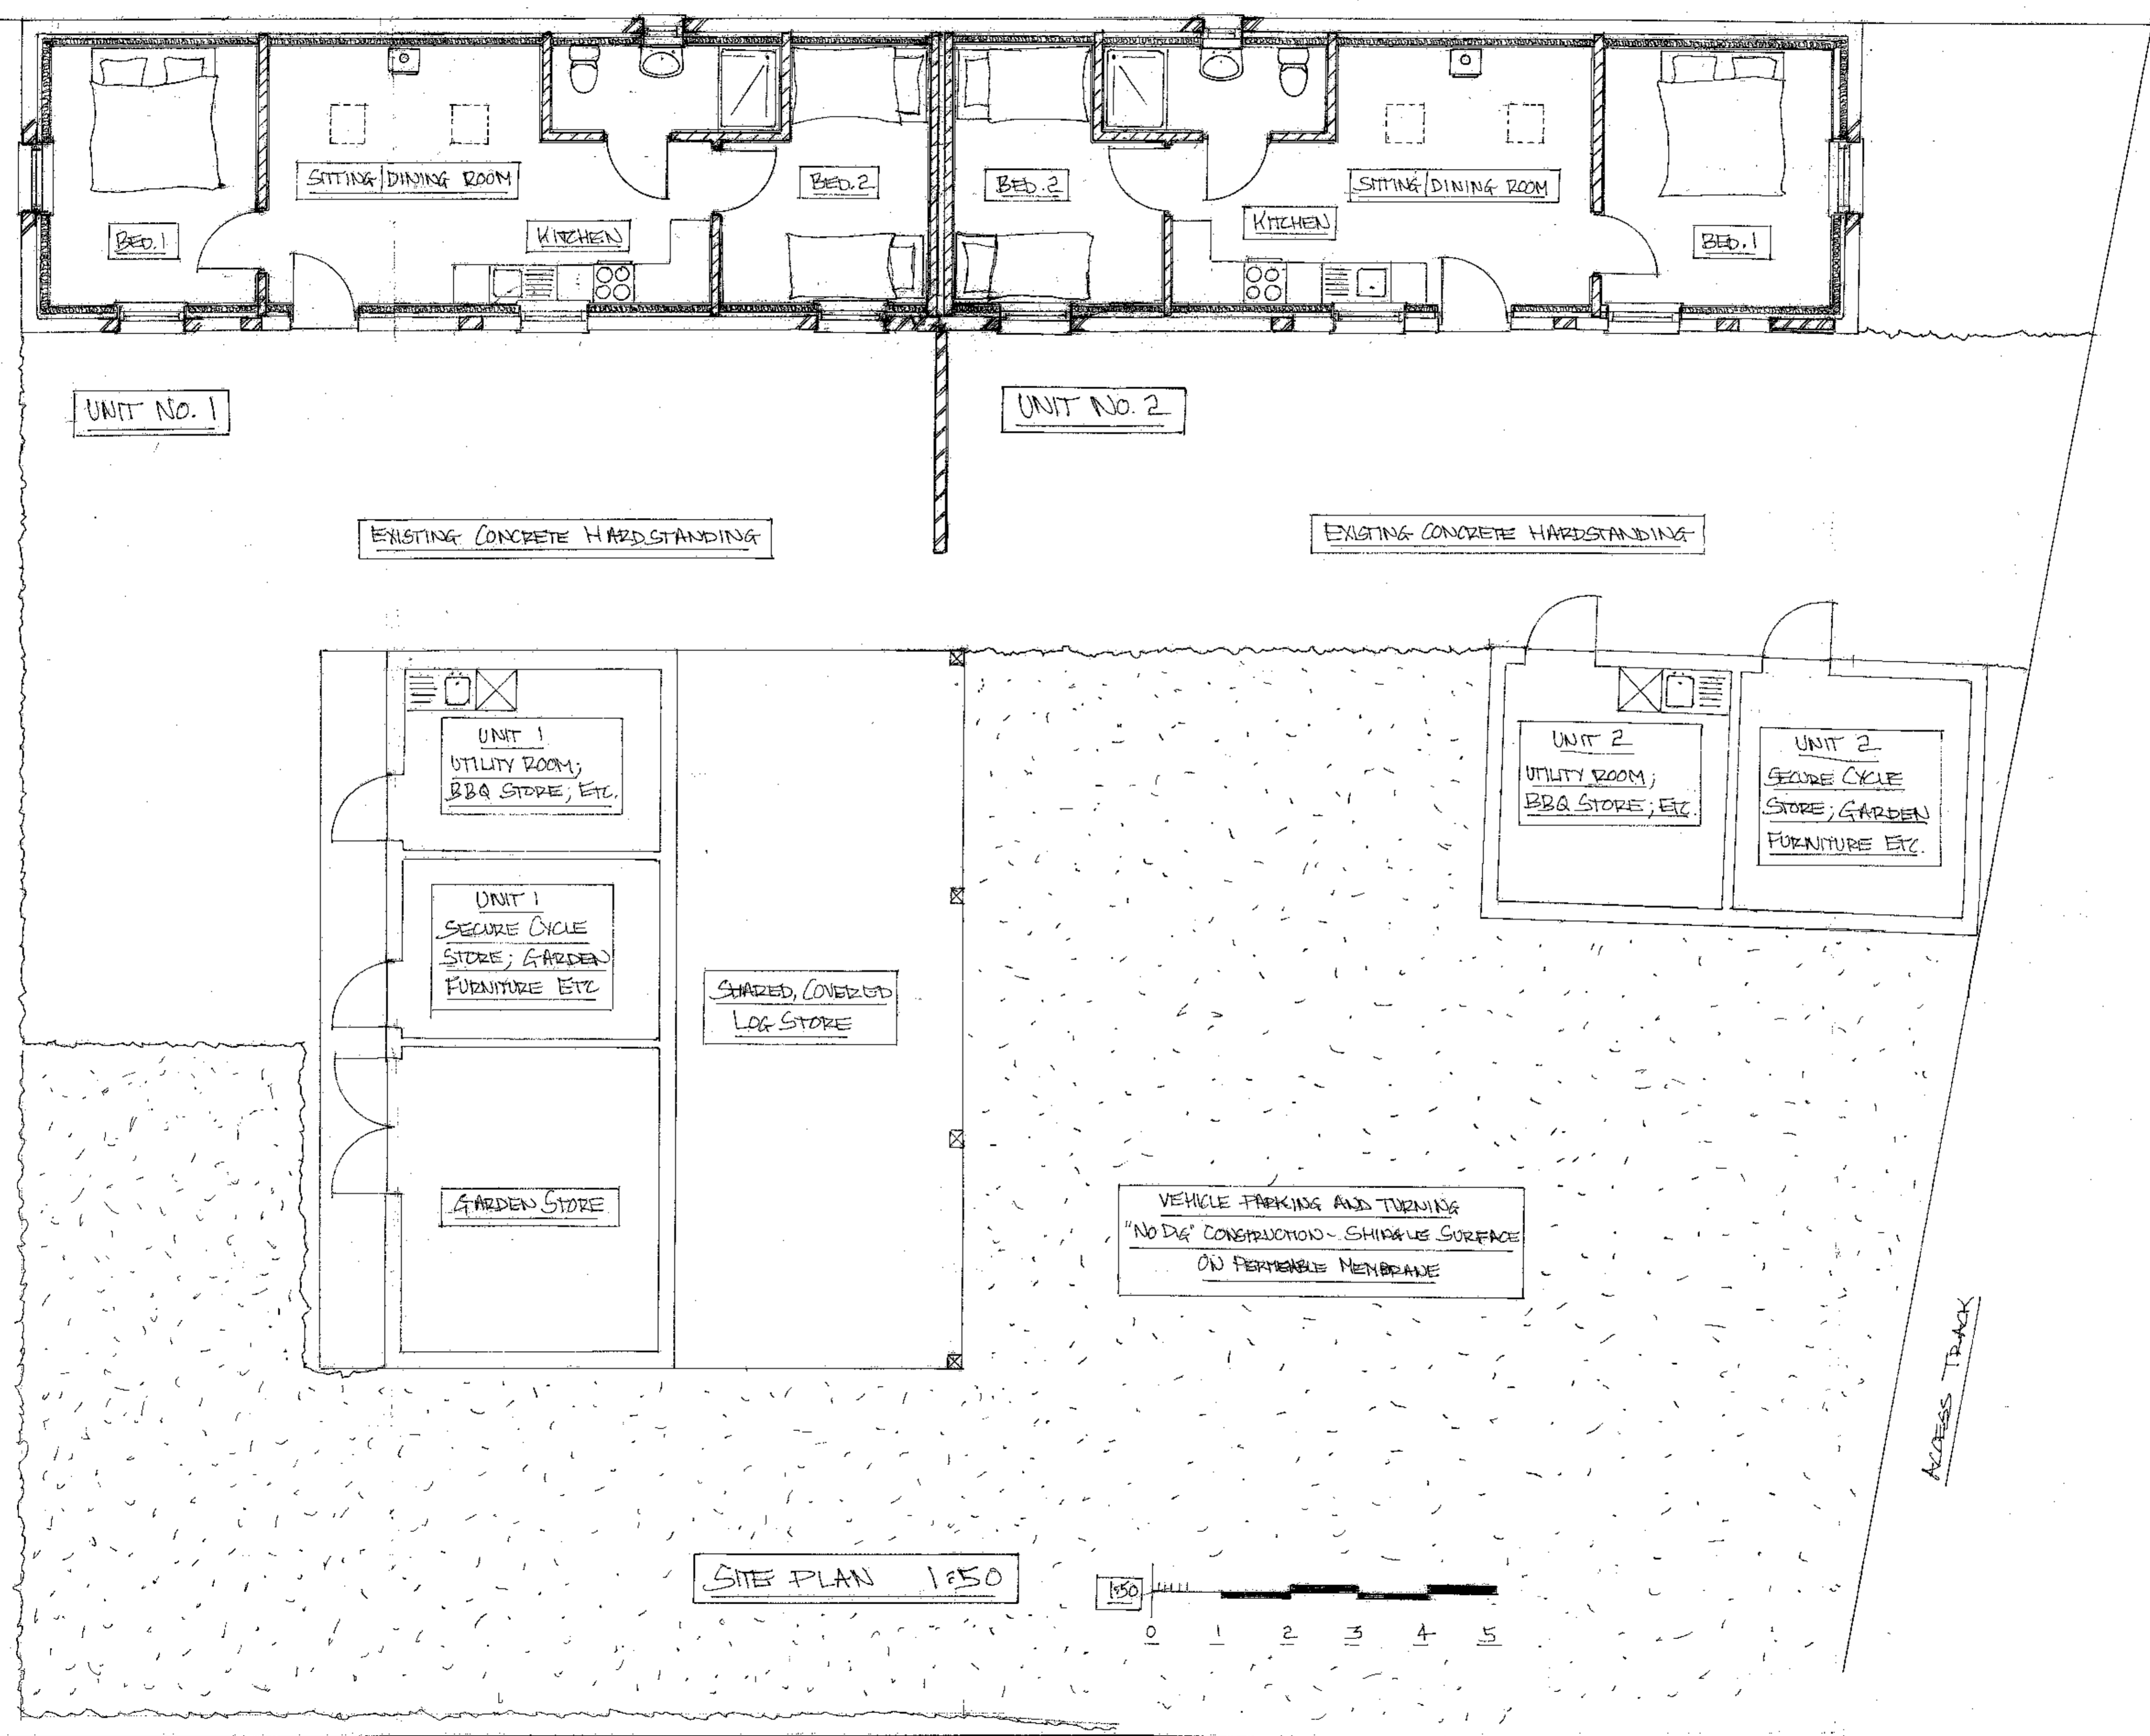 SITTING/DINING ROOM
BED.2
BED.2
SITTING/DINING ROOM
BED.1
KITCHEN
KITCHEN
BED.1
UNIT NO. 1
UNIT NO. 2
EXISTING CONCRETE HARDSTANDING
EXISTING CONCRETE HARDSTANDING
UNIT 1
UTILITY ROOM;
BBQ STORE; ETC.
UNIT 2
UTILITY ROOM;
BBQ STORE; ETC.
UNIT 2
SECURE CYCLE
STORE; GARDEN
FURNITURE ETC.
UNIT 1
SECURE CYCLE
STORE; GARDEN
FURNITURE ETC
SHARED, COVERED
LOG STORE
GARDEN STORE
VEHICLE PARKING AND TURNING
"NO DIG" CONSTRUCTION - SHINGLE SURFACE
ON PERMEABLE MEMBRANE
ACCESS TRACK
SITE PLAN 1:50
1:50
0 1 2 3 4 5